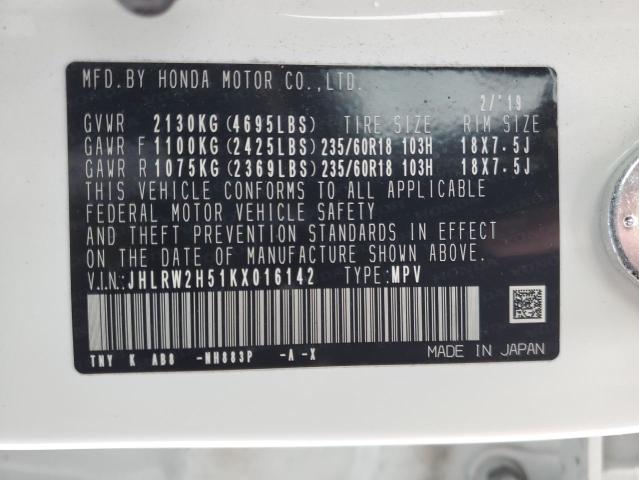 MFD.BY HONDA MOTOR CO.,LTD.
2/'19
GVWR 2130KG(4695LBS) TIRE SIZE RIM SIZE
GAWR F 1100KG(2425LBS)235/60R18 103H 18X7.5J
GAWR R 1075KG(2369LBS)235/60R18 103H 18X7.5J
THIS VEHICLE CONFORMS TO ALL APPLICABLE
FEDERAL MOTOR VEHICLE SAFETY
AND THEFT PREVENTION STANDARDS IN EFFECT
ON THE DATE OF MANUFACTURE SHOWN ABOVE.
V.I.N:JHLRW2H51KX016142 TYPE:MPV
TNY K AB8 -NH883P -A-X
MADE IN JAPAN